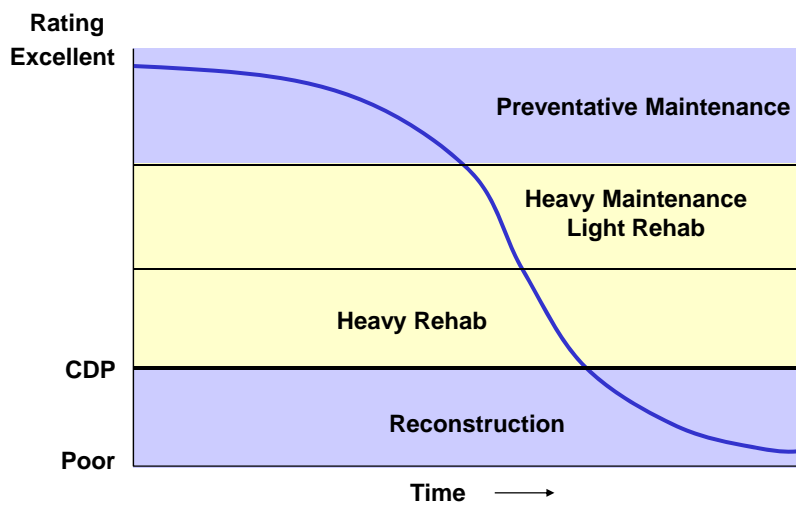 Rating
Excellent
Preventative Maintenance
Heavy Maintenance
Light Rehab
Heavy Rehab
CDP
Reconstruction
Poor
Time